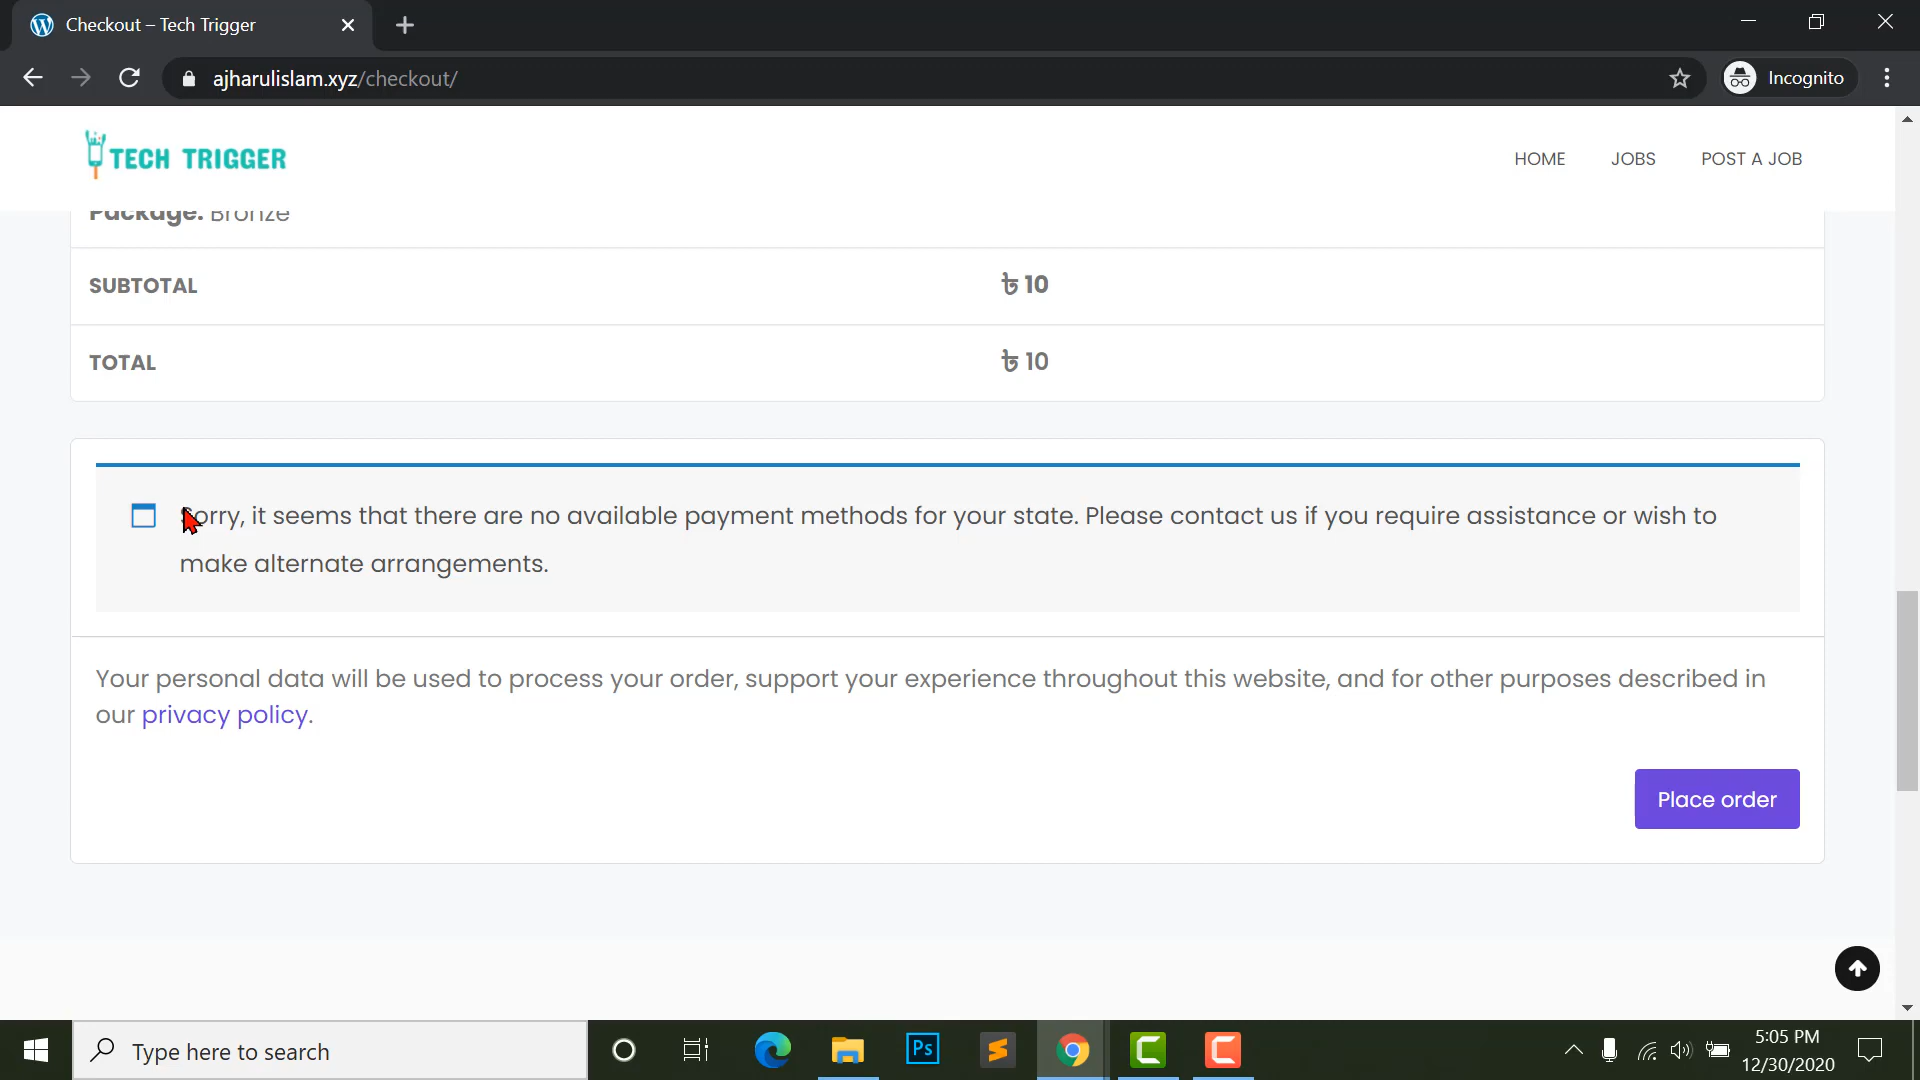 Checkout – Tech Trigger
ajharulislam.xyz/checkout/
Incognito
TECH TRIGGER
HOME JOBS POST A JOB
Package: Bronze
SUBTOTAL ৳ 10
TOTAL ৳ 10
Sorry, it seems that there are no available payment methods for your state. Please contact us if you require assistance or wish to
make alternate arrangements.
Your personal data will be used to process your order, support your experience throughout this website, and for other purposes described in
our privacy policy.
Place order
Type here to search
Ps
5:05 PM
12/30/2020